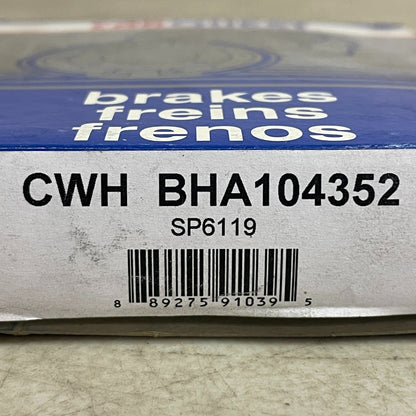 brakes
freins
frenos
CWH BHA104352
SP6119
8 89275 91039 5